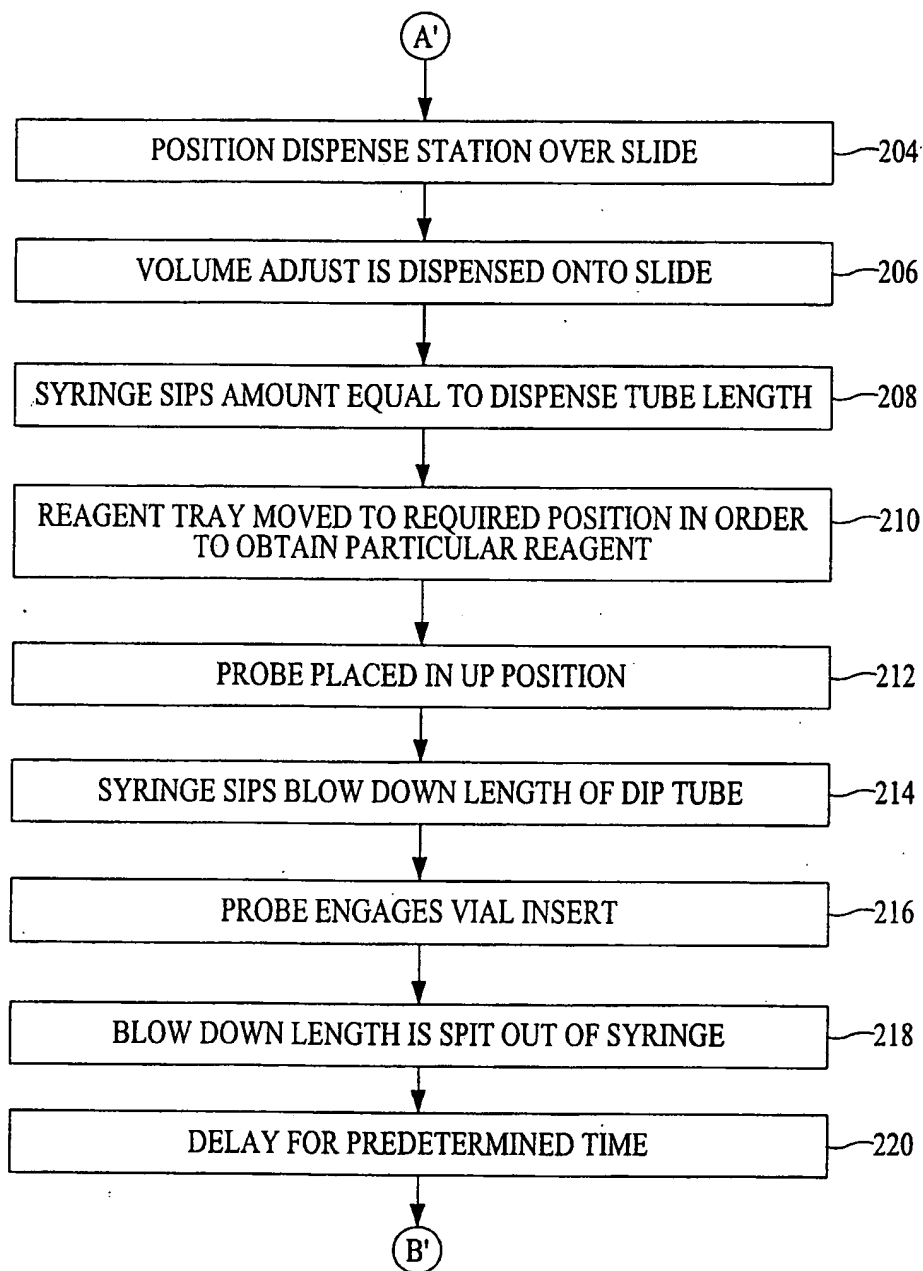 A'
POSITION DISPENSE STATION OVER SLIDE
204
VOLUME ADJUST IS DISPENSED ONTO SLIDE
206
SYRINGE SIPS AMOUNT EQUAL TO DISPENSE TUBE LENGTH
208
REAGENT TRAY MOVED TO REQUIRED POSITION IN ORDER
TO OBTAIN PARTICULAR REAGENT
210
PROBE PLACED IN UP POSITION
212
SYRINGE SIPS BLOW DOWN LENGTH OF DIP TUBE
214
PROBE ENGAGES VIAL INSERT
216
BLOW DOWN LENGTH IS SPIT OUT OF SYRINGE
218
DELAY FOR PREDETERMINED TIME
220
B'